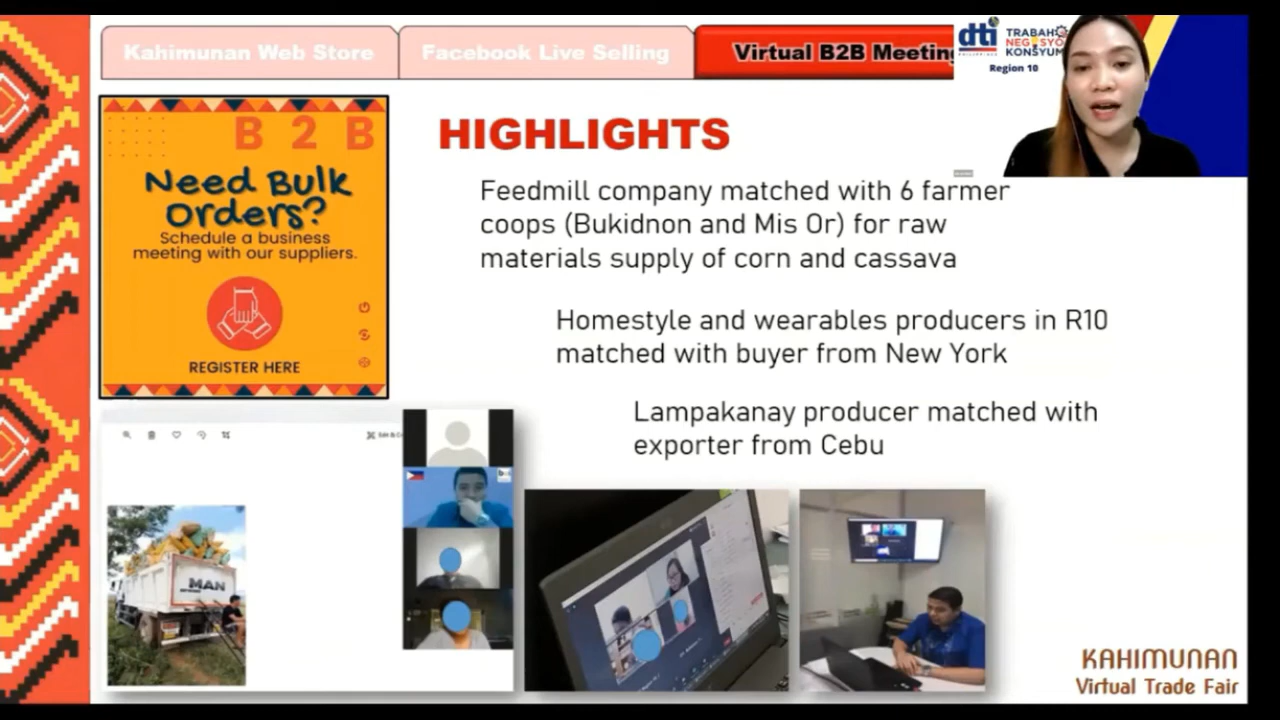 Kahimunan Web Store
Facebook Live Selling
Virtual B2B Meeting
dti
PHILIPPINES
TRABAHO
NEGOSYO
KONSYUM
Region 10
B 2 B
Need Bulk
Orders?
Schedule a business
meeting with our suppliers.
REGISTER HERE
HIGHLIGHTS
Feedmill company matched with 6 farmer
coops (Bukidnon and Mis Or) for raw
materials supply of corn and cassava
Homestyle and wearables producers in R10
matched with buyer from New York
Lampakanay producer matched with
exporter from Cebu
MAN
KAHIMUNAN
Virtual Trade Fair